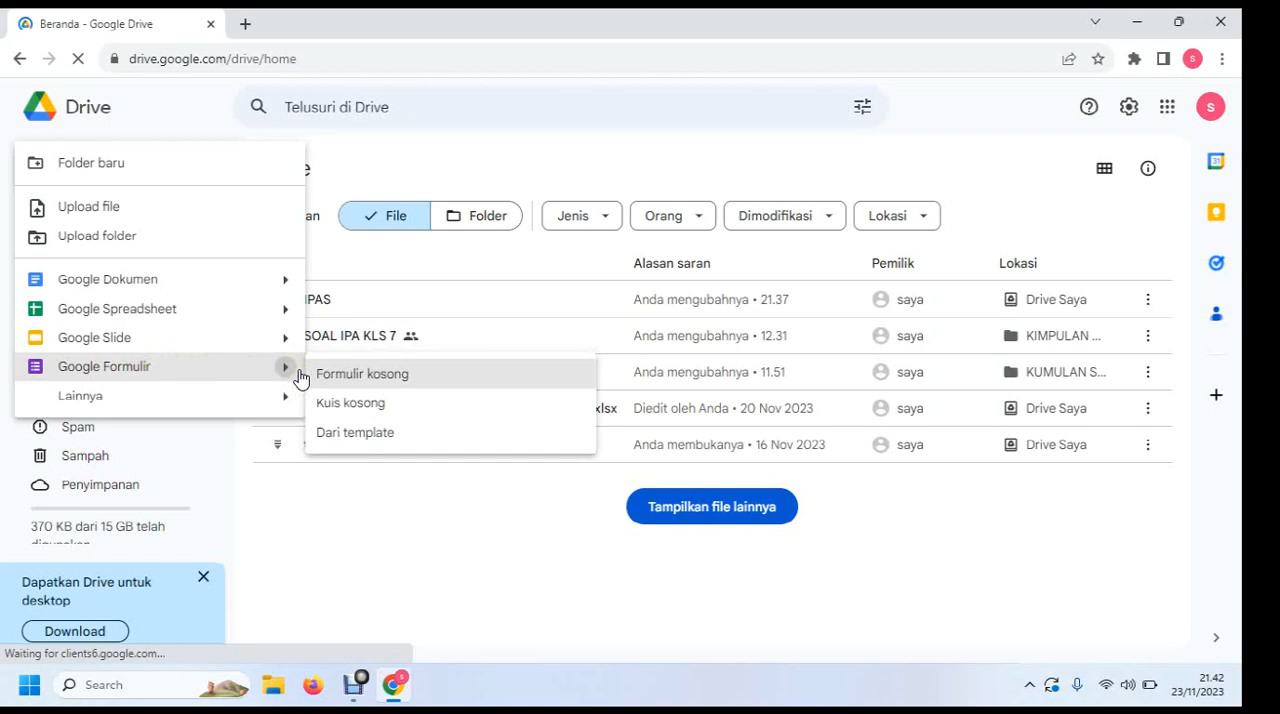 Beranda - Google Drive
drive.google.com/drive/home
S
Drive
Telusuri di Drive
S
Folder baru
Upload file
Upload folder
Google Dokumen
Google Spreadsheet
Google Slide
Google Formulir
Lainnya
Formulir kosong
Kuis kosong
Dari template
File
Folder
Jenis
Orang
Dimodifikasi
Lokasi
Alasan saran
Pemilik
Lokasi
IPAS
Anda mengubahnya • 21.37
saya
Drive Saya
SOAL IPA KLS 7
Anda mengubahnya • 12.31
saya
KIMPULAN ...
Anda mengubahnya • 11.51
saya
KUMULAN S...
xlsx
Diedit oleh Anda • 20 Nov 2023
saya
Drive Saya
Anda membukanya • 16 Nov 2023
saya
Drive Saya
Tampilkan file lainnya
Spam
Sampah
Penyimpanan
370 KB dari 15 GB telah
Dapatkan Drive untuk
desktop
Download
Waiting for clients6.google.com...
Search
21.42
23/11/2023